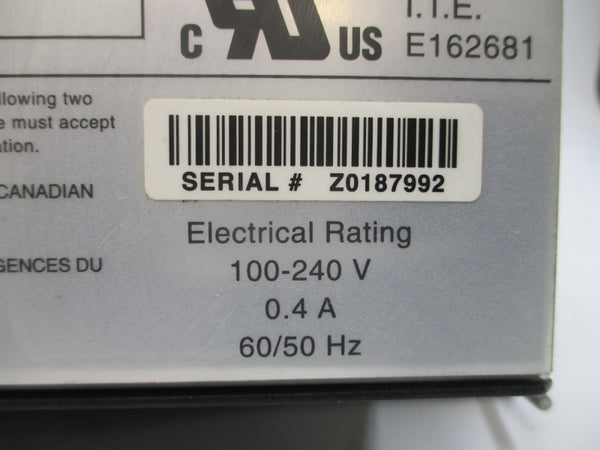 I.T.E.
C US E162681
llowing two
e must accept
ation.
CANADIAN
GENCES DU
SERIAL # Z0187992
Electrical Rating
100-240 V
0.4 A
60/50 Hz